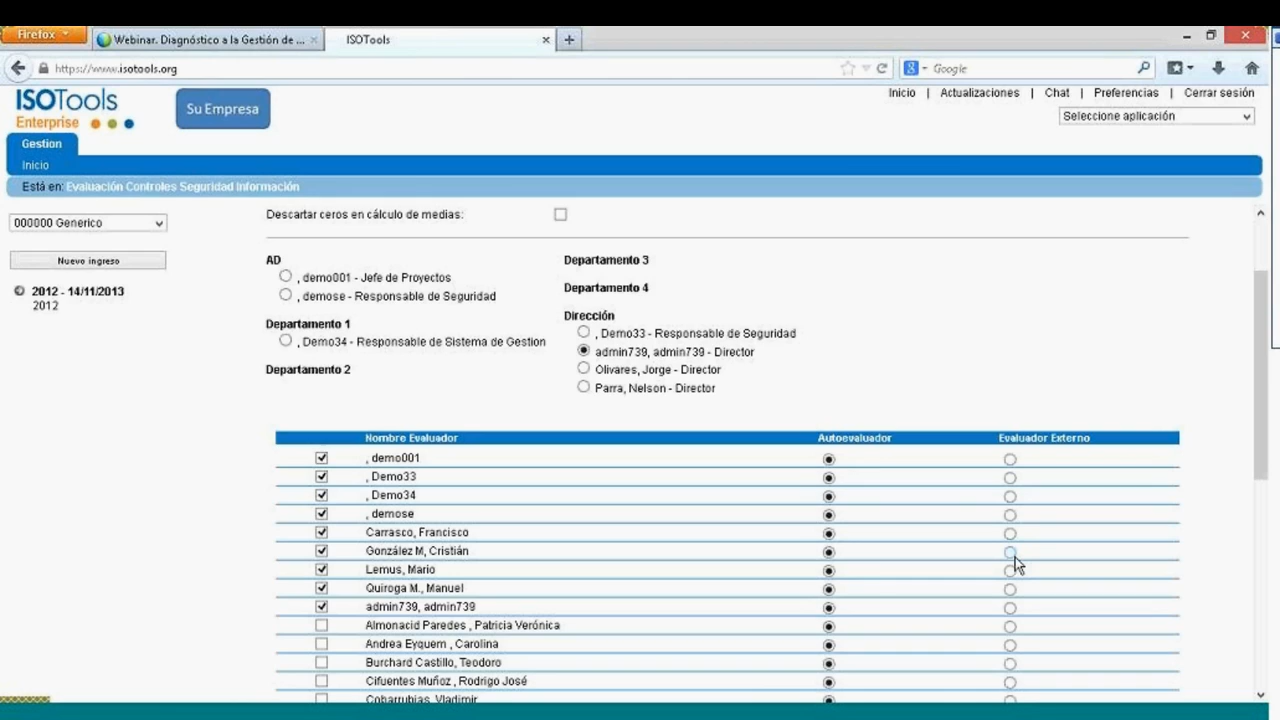 Firefox
Webinar. Diagnóstico a la Gestión de ...
ISOTools
https://www.isotools.org
Google
ISOTools
Enterprise
Su Empresa
Inicio | Actualizaciones | Chat | Preferencias | Cerrar sesión
Seleccione aplicación
Gestion
Inicio
Está en: Evaluación Controles Seguridad Información
000000 Generico
Nuevo ingreso
2012 - 14/11/2013
2012
Descartar ceros en cálculo de medias:
AD
, demo001 - Jefe de Proyectos
, demose - Responsable de Seguridad
Departamento 1
, Demo34 - Responsable de Sistema de Gestion
Departamento 2
Departamento 3
Departamento 4
Dirección
, Demo33 - Responsable de Seguridad
admin739, admin739 - Director
Olivares, Jorge - Director
Parra, Nelson - Director
Nombre Evaluador Autoevaluador Evaluador Externo
, demo001
, Demo33
, Demo34
, demose
Carrasco, Francisco
González M, Cristián
Lemus, Mario
Quiroga M., Manuel
admin739, admin739
Almonacid Paredes , Patricia Verónica
Andrea Eyquem , Carolina
Burchard Castillo, Teodoro
Cifuentes Muñoz , Rodrigo José
Cobarrubias, Vladimir